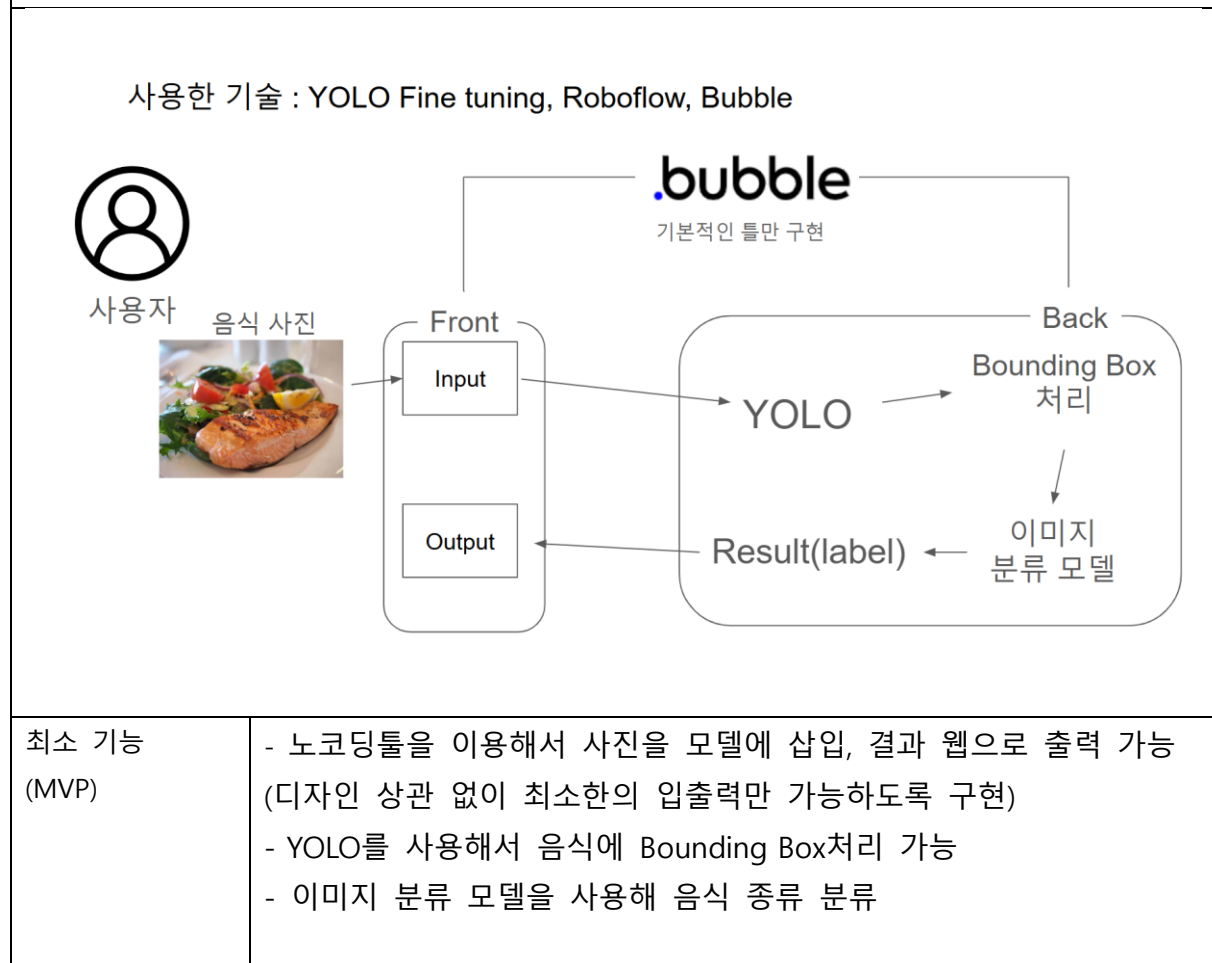 사용한 기술 : YOLO Fine tuning, Roboflow, Bubble
.bubble
기본적인 틀만 구현
사용자
음식 사진
Front
Back
Input
YOLO
Bounding Box
처리
Output
Result(label)
이미지
분류 모델
최소 기능
(MVP)
- 노코딩툴을 이용해서 사진을 모델에 삽입, 결과 웹으로 출력 가능
(디자인 상관 없이 최소한의 입출력만 가능하도록 구현)
- YOLO를 사용해서 음식에 Bounding Box처리 가능
- 이미지 분류 모델을 사용해 음식 종류 분류